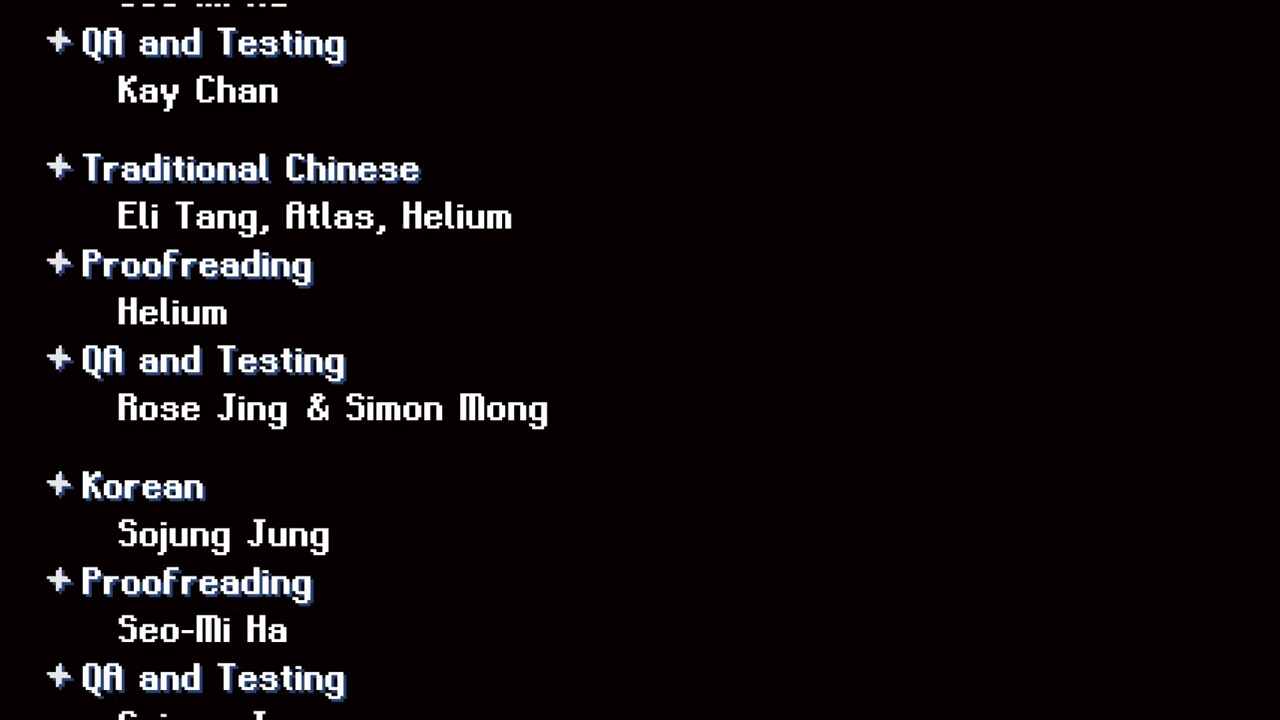 QA and Testing
Kay Chan
Traditional Chinese
Eli Tang, Atlas, Helium
Proofreading
Helium
QA and Testing
Rose Jing & Simon Mong
Korean
Sojung Jung
Proofreading
Seo-Mi Ha
QA and Testing